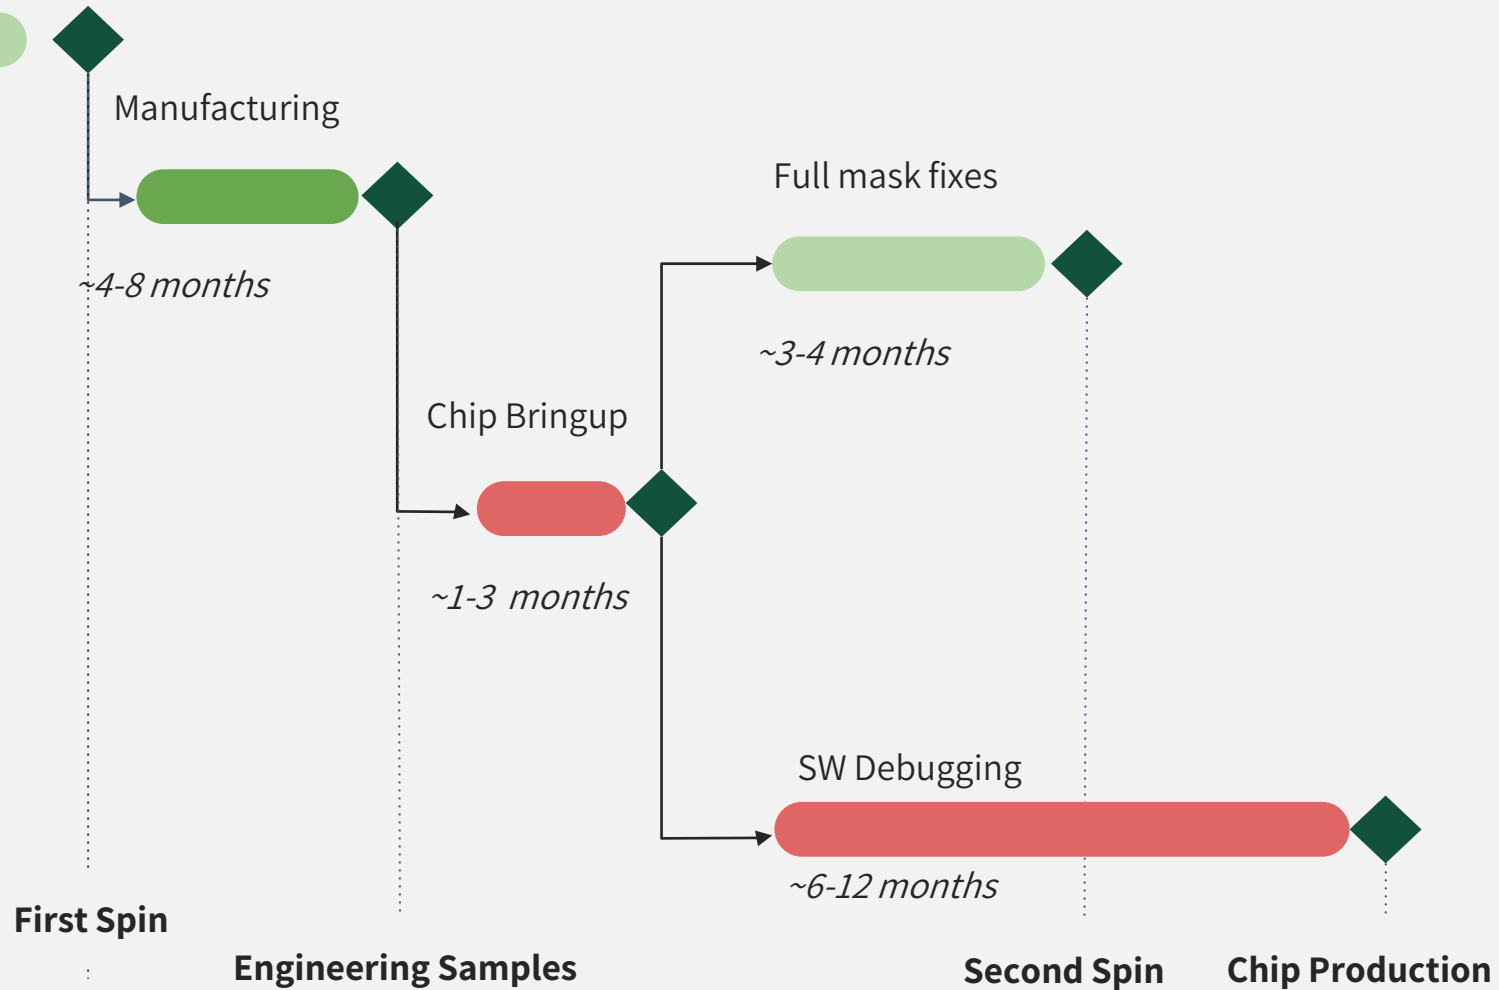 Manufacturing
~4-8 months
Full mask fixes
~3-4 months
Chip Bringup
~1-3 months
SW Debugging
~6-12 months
First Spin
Engineering Samples
Second Spin
Chip Production